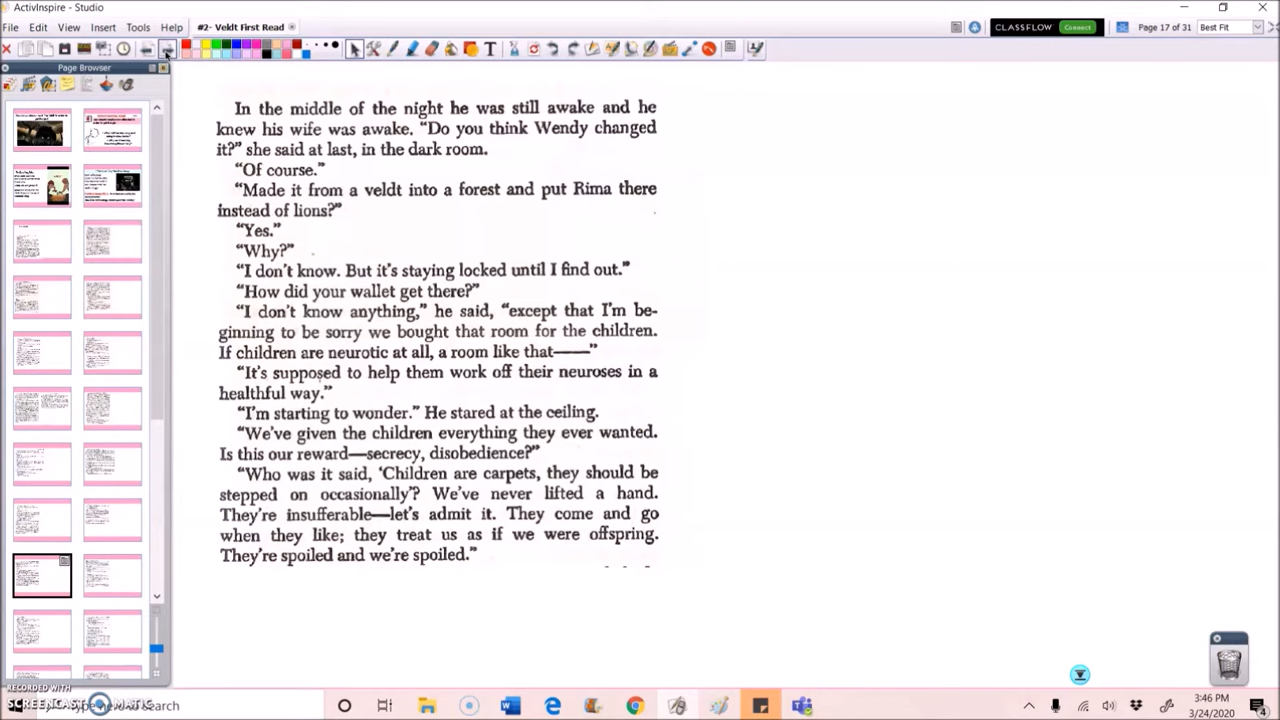 ActivInspire - Studio
File Edit View Insert Tools Help #2- Veldt First Read
CLASSFLOW Connect Page 17 of 31 Best Fit
Page Browser
In the middle of the night he was still awake and he
knew his wife was awake. “Do you think Wendy changed
it?” she said at last, in the dark room.
“Of course.”
“Made it from a veldt into a forest and put Rima there
instead of lions?”
“Yes.”
“Why?”
“I don't know. But it's staying locked until I find out.”
“How did your wallet get there?”
“I don't know anything,” he said, “except that I'm be-
ginning to be sorry we bought that room for the children.
If children are neurotic at all, a room like that——”
“It's supposed to help them work off their neuroses in a
healthful way.”
“I'm starting to wonder.” He stared at the ceiling.
“We've given the children everything they ever wanted.
Is this our reward—secrecy, disobedience?”
“Who was it said, ‘Children are carpets, they should be
stepped on occasionally’? We've never lifted a hand.
They're insufferable—let's admit it. They come and go
when they like; they treat us as if we were offspring.
They're spoiled and we're spoiled.”
RECORDED WITH
SCREENCAST MATIC
Type here to search
3:46 PM
3/24/2020